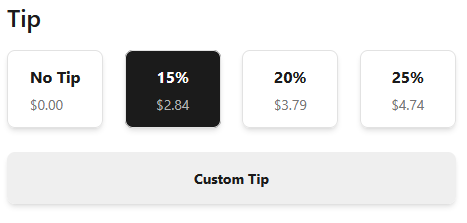 Tip
No Tip 15% 20% 25%
$0.00 $2.84 $3.79 $4.74
Custom Tip